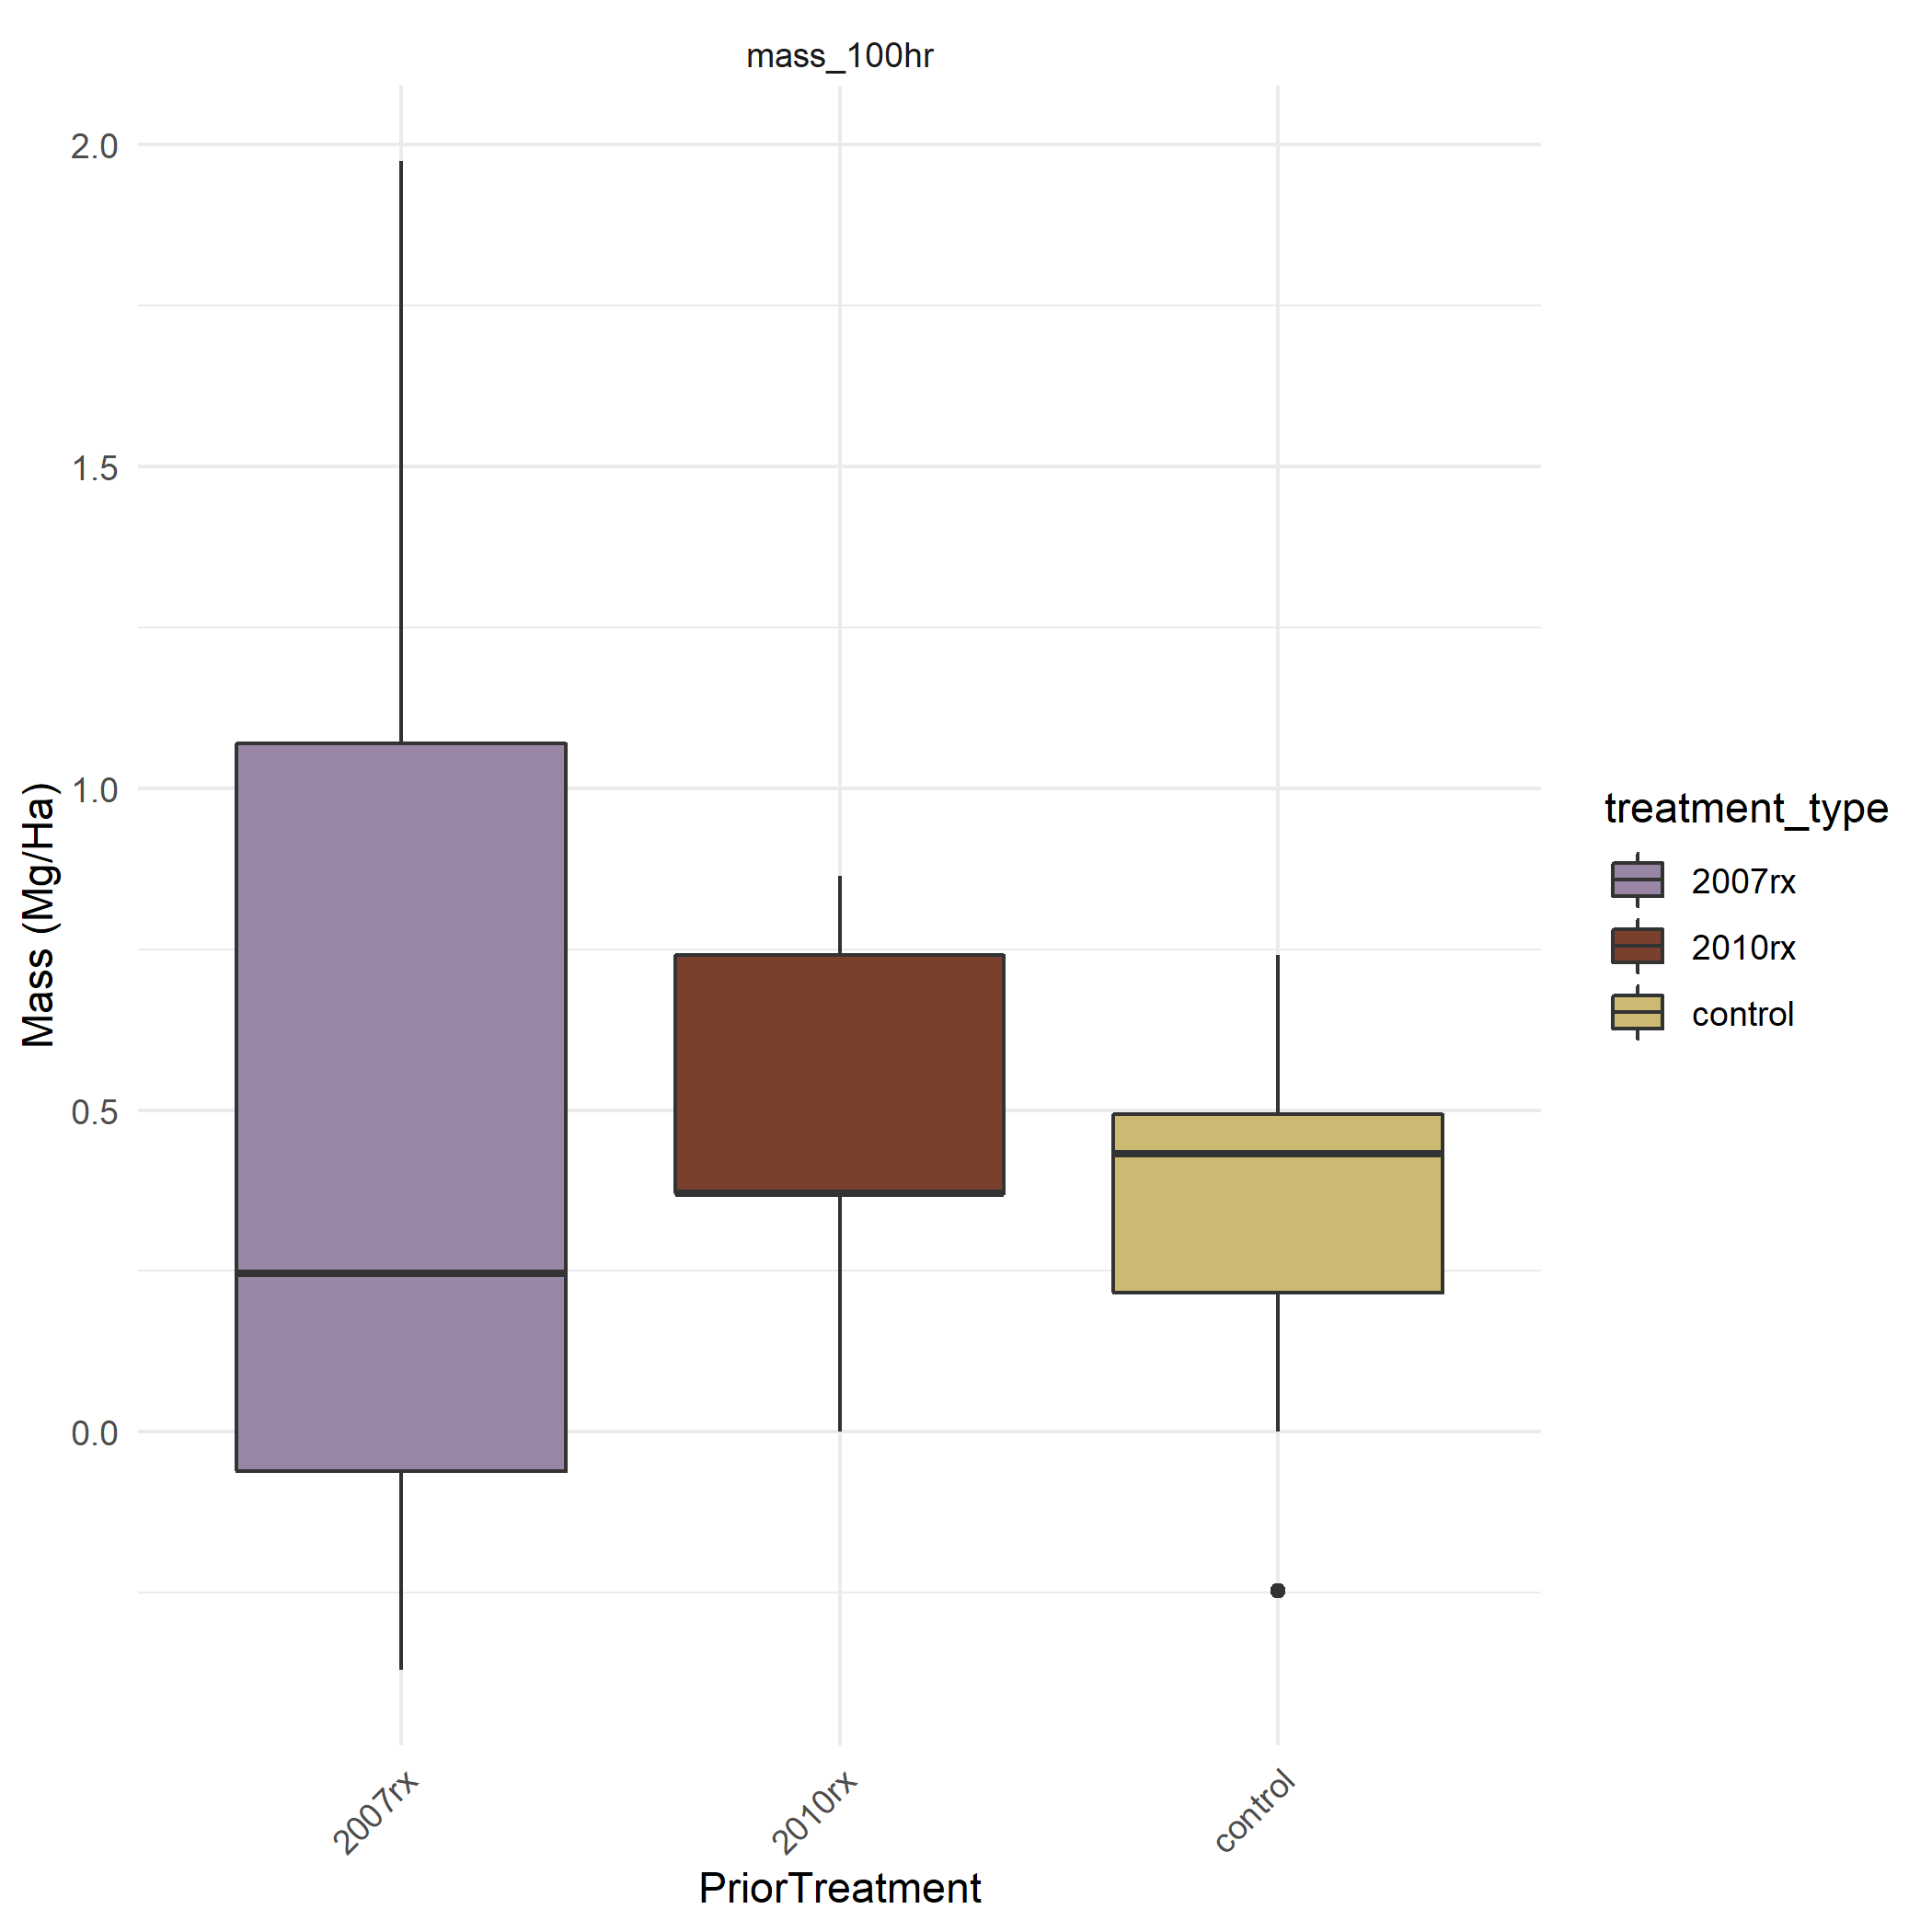 mass_100hr
2.0
1.5
1.0
0.5
0.0
Mass (Mg/Ha)
2007rx
2010rx
control
PriorTreatment
treatment_type
2007rx
2010rx
control